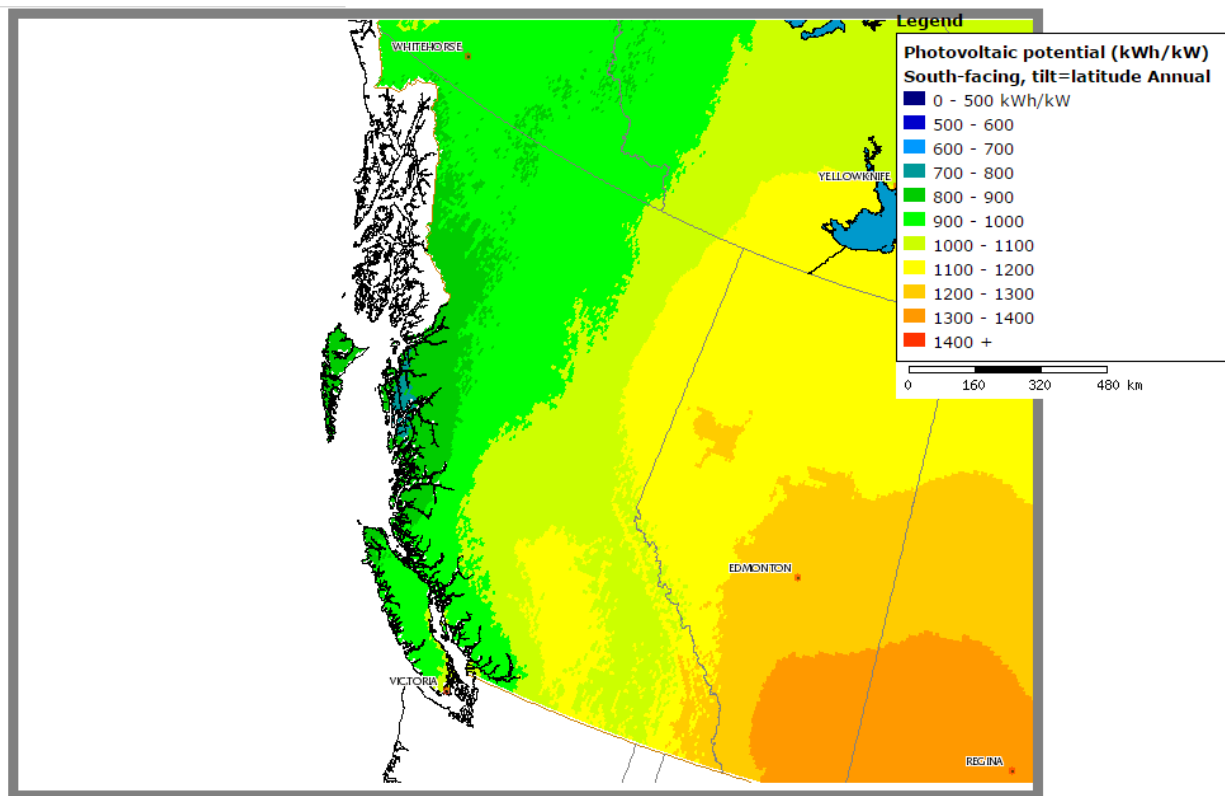 Legend
WHITEHORSE
Photovoltaic potential (kWh/kW)
South-facing, tilt=latitude Annual
0 - 500 kWh/kW
500 - 600
600 - 700
700 - 800
800 - 900
900 - 1000
1000 - 1100
1100 - 1200
1200 - 1300
1300 - 1400
1400 +
0 160 320 480 km
YELLOWKNIFE
EDMONTON
VICTORIA
REGINA